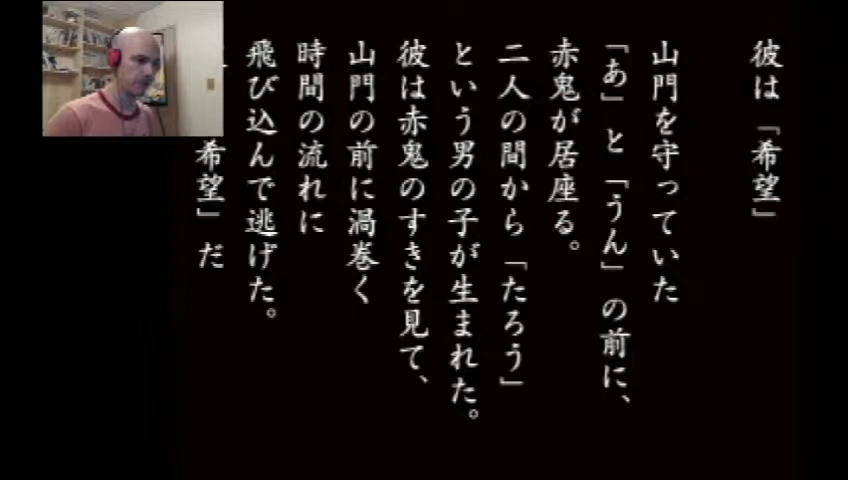 彼は「希望」
山門を守っていた
「あ」と「うん」の前に、
赤鬼が居座る。
二人の間から「たろう」
という男の子が生まれた。
彼は赤鬼のすきを見て、
山門の前に渦巻く
時間の流れに
飛び込んで逃げた。
希望」だ